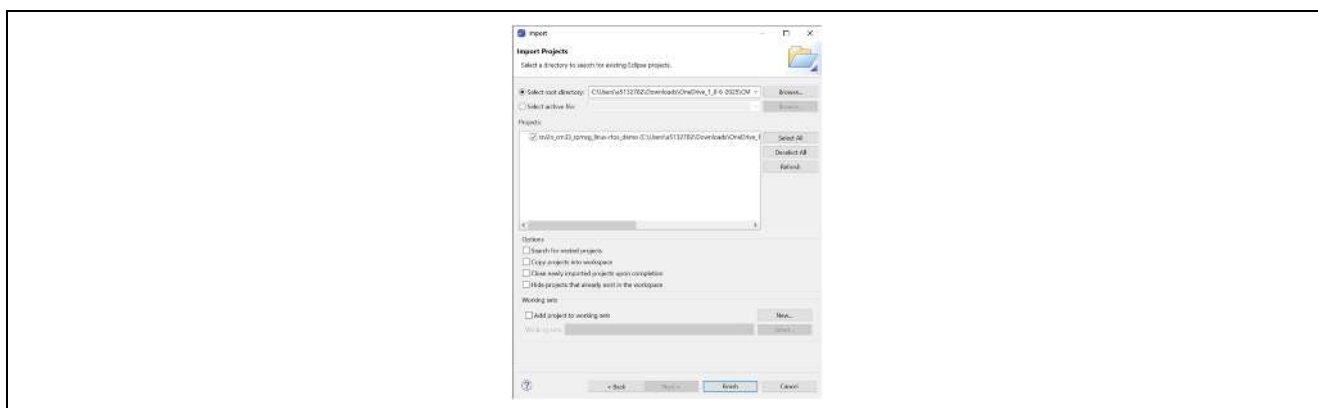 Import
Import Projects
Select a directory to search for existing Eclipse projects.
Select root directory:
Browse...
Select archive file:
Browse...
Projects:
Select All
Deselect All
Refresh
Options
Search for nested projects
Copy projects into workspace
Close newly imported projects upon completion
Hide projects that already exist in the workspace
Working sets
Add project to working sets
New...
Working sets:
Select...
?
< Back
Next >
Finish
Cancel